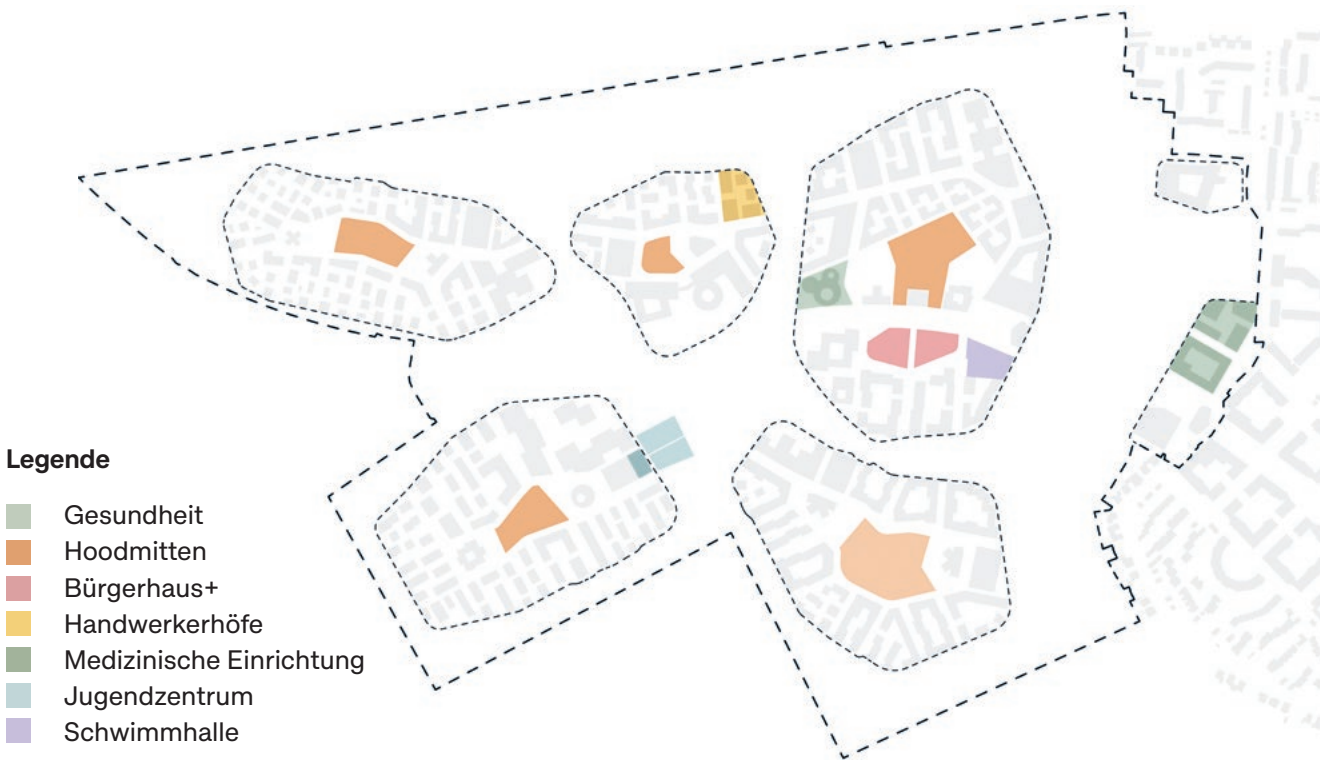 Legende
Gesundheit
Hoodmitten
Bürgerhaus+
Handwerkerhöfe
Medizinische Einrichtung
Jugendzentrum
Schwimmhalle